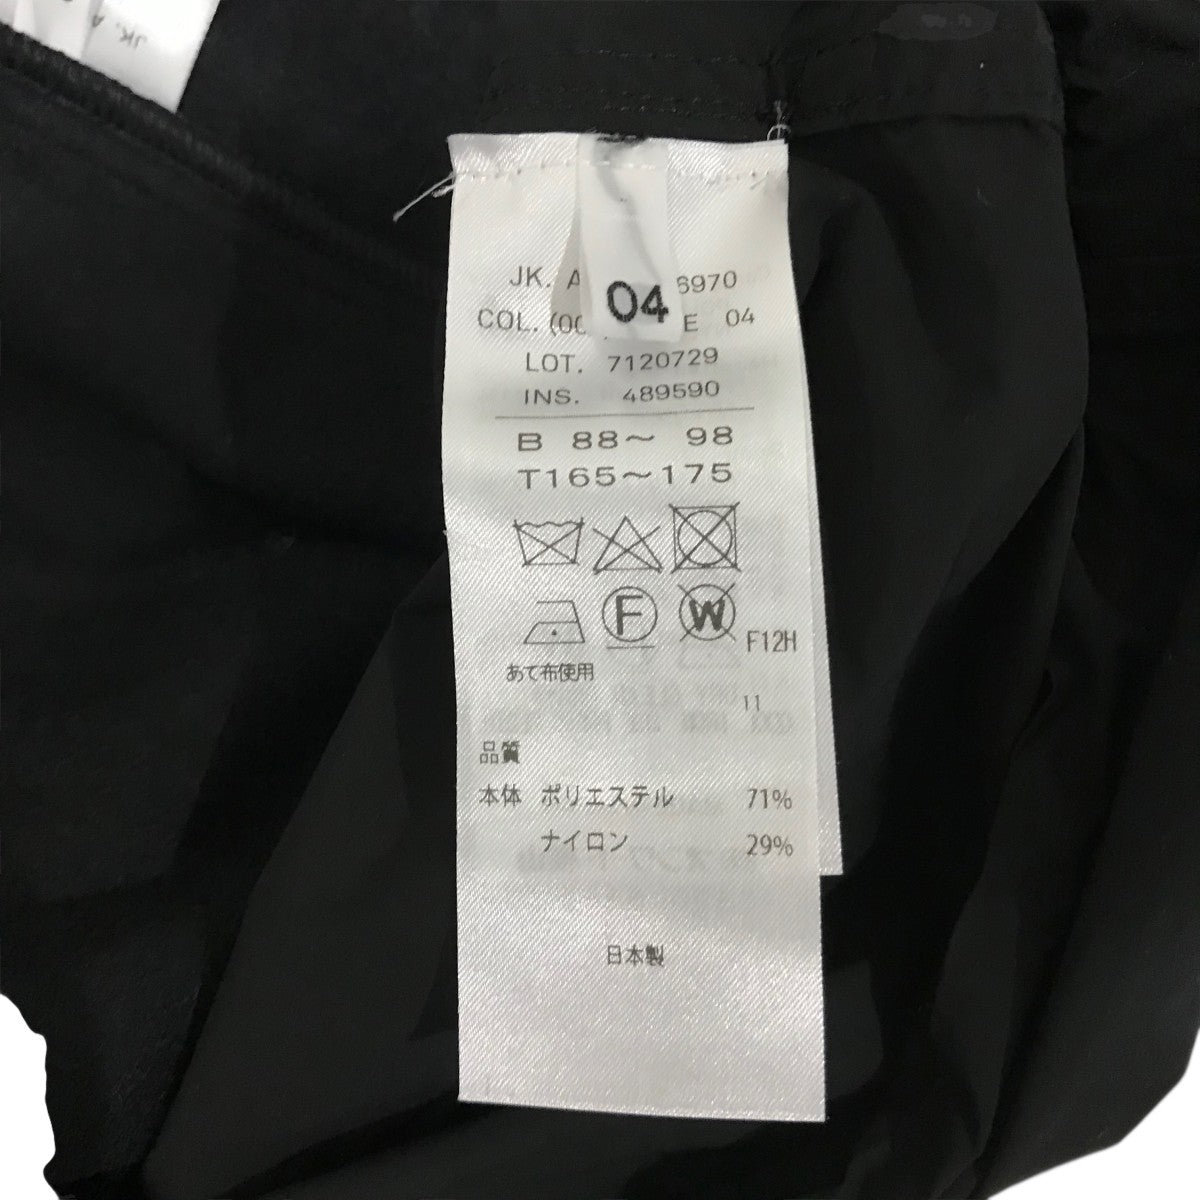 JK. A
JK. A 6970
04
COL. (00 E 04
LOT. 7120729
INS. 489590
B 88～ 98
T165～175
F W F12H
あて布使用
11
品質
本体 ポリエステル 71%
ナイロン 29%
日本製